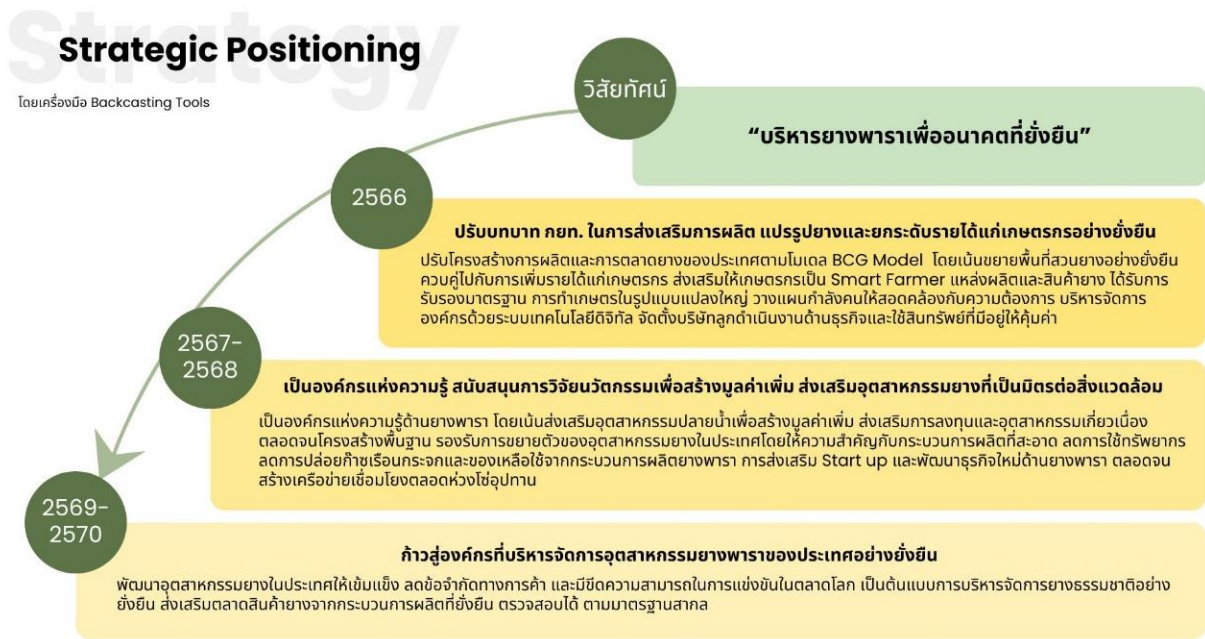 Strategy
Strategic Positioning
โดยเครื่องมือ Backcasting Tools
วิสัยทัศน์
“บริหารยางพาราเพื่ออนาคตที่ยั่งยืน”
2566
ปรับบทบาท กยท. ในการส่งเสริมการผลิต แปรรูปยางและยกระดับรายได้แก่เกษตรกรอย่างยั่งยืน
ปรับโครงสร้างการผลิตและการตลาดยางของประเทศตามโมเดล BCG Model โดยเน้นขยายพื้นที่สวนยางอย่างยั่งยืน
ควบคู่ไปกับการเพิ่มรายได้แก่เกษตรกร ส่งเสริมให้เกษตรกรเป็น Smart Farmer แหล่งผลิตและสินค้ายาง ได้รับการ
รับรองมาตรฐาน การทำเกษตรในรูปแบบแปลงใหญ่ วางแผนกำลังคนให้สอดคล้องกับความต้องการ บริหารจัดการ
องค์กรด้วยระบบเทคโนโลยีดิจิทัล จัดตั้งบริษัทลูกดำเนินงานด้านธุรกิจและใช้สินทรัพย์ที่มีอยู่ให้คุ้มค่า
2567-
2568
เป็นองค์กรแห่งความรู้ สนับสนุนการวิจัยนวัตกรรมเพื่อสร้างมูลค่าเพิ่ม ส่งเสริมอุตสาหกรรมยางที่เป็นมิตรต่อสิ่งแวดล้อม
เป็นองค์กรแห่งความรู้ด้านยางพารา โดยเน้นส่งเสริมอุตสาหกรรมปลายน้ำเพื่อสร้างมูลค่าเพิ่ม ส่งเสริมการลงทุนและอุตสาหกรรมเกี่ยวเนื่อง
ตลอดจนโครงสร้างพื้นฐาน รองรับการขยายตัวของอุตสาหกรรมยางในประเทศโดยให้ความสำคัญกับกระบวนการผลิตที่สะอาด ลดการใช้ทรัพยากร
ลดการปล่อยก๊าซเรือนกระจกและของเหลือใช้จากกระบวนการผลิตยางพารา การส่งเสริม Start up และพัฒนาธุรกิจใหม่ด้านยางพารา ตลอดจน
สร้างเครือข่ายเชื่อมโยงตลอดห่วงโซ่อุปทาน
2569-
2570
ก้าวสู่องค์กรที่บริหารจัดการอุตสาหกรรมยางพาราของประเทศอย่างยั่งยืน
พัฒนาอุตสาหกรรมยางในประเทศให้เข้มแข็ง ลดข้อจำกัดทางการค้า และมีขีดความสามารถในการแข่งขันในตลาดโลก เป็นต้นแบบการบริหารจัดการยางธรรมชาติอย่าง
ยั่งยืน ส่งเสริมตลาดสินค้ายางจากกระบวนการผลิตที่ยั่งยืน ตรวจสอบได้ ตามมาตรฐานสากล